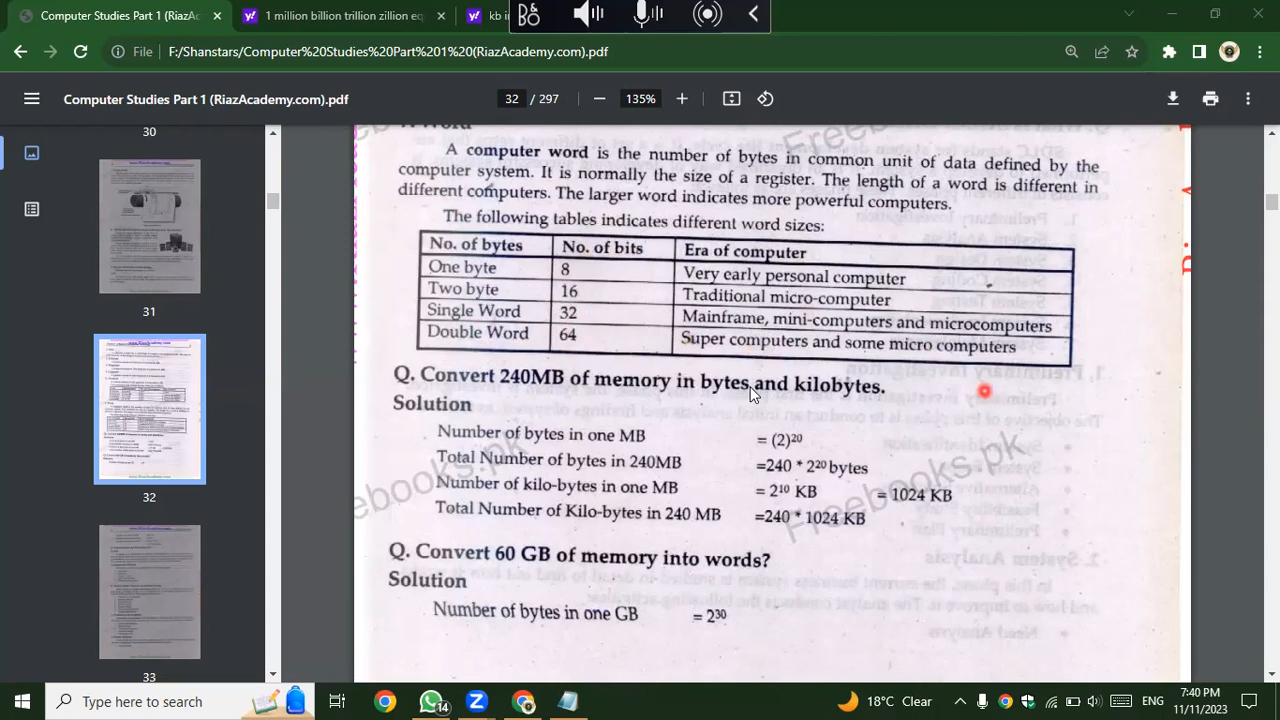 Computer Studies Part 1 (RiazAc
1 million billion trillion zillion eq
kb in
File
F:/Shanstars/Computer%20Studies%20Part%201%20(RiazAcademy.com).pdf
Computer Studies Part 1 (RiazAcademy.com).pdf
32 / 297
135%
30
31
32
33
A computer word is the number of bytes in common unit of data defined by the
computer system. It is normally the size of a register. The length of a word is different in
different computers. The larger word indicates more powerful computers.
The following tables indicates different word sizes:
No. of bytes No. of bits Era of computer
One byte 8 Very early personal computer
Two byte 16 Traditional micro-computer
Single Word 32 Mainframe, mini-computers and microcomputers
Double Word 64 Super computers and some micro computers
Q. Convert 240MB of memory in bytes and kilobytes.
Solution
Number of bytes in one MB = (2)²⁰
Total Number of bytes in 240MB =240 * 2²⁰ bytes
Number of kilo-bytes in one MB = 2¹⁰ KB = 1024 KB
Total Number of Kilo-bytes in 240 MB =240 * 1024 KB
Q. Convert 60 GB of memory into words?
Solution
Number of bytes in one GB = 2³⁰
Freebooks.pk
Type here to search
14
18°C Clear
ENG
7:40 PM
11/11/2023